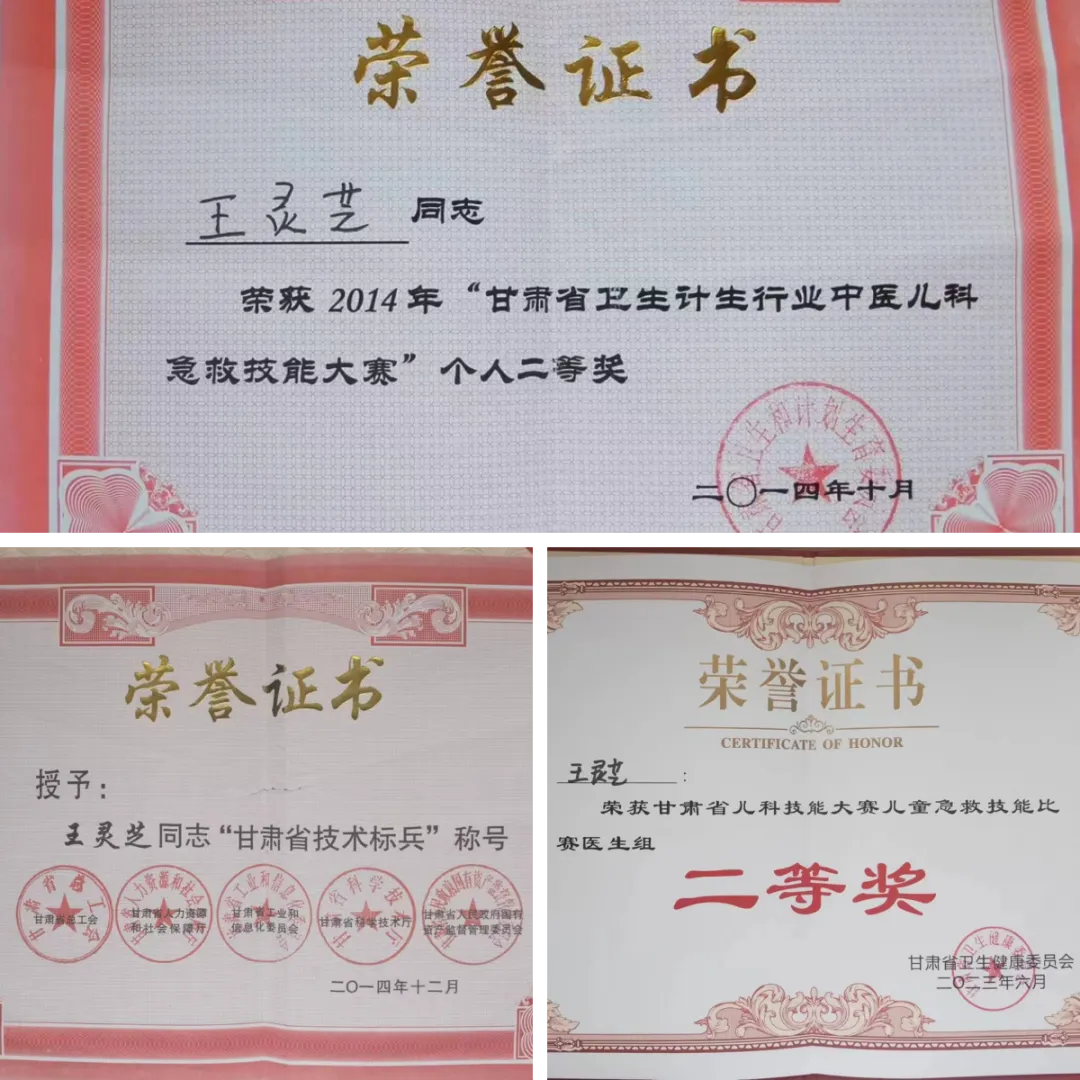 荣誉证书
王灵芝 同志
荣获 2014 年“甘肃省卫生计生行业中医儿科
急救技能大赛”个人二等奖
二〇一四年十月
荣誉证书
授予：
王灵芝同志“甘肃省技术标兵”称号
甘肃省总工会
甘肃省人力资源
和社会保障厅
甘肃省工业和
信息化委员会
甘肃省科学技术厅
甘肃省人民政府国有
资产监督管理委员会
二〇一四年十二月
荣誉证书
CERTIFICATE OF HONOR
王灵芝：
荣获甘肃省儿科技能大赛儿童急救技能比
赛医生组
二等奖
甘肃省卫生健康委员会
二〇二三年六月